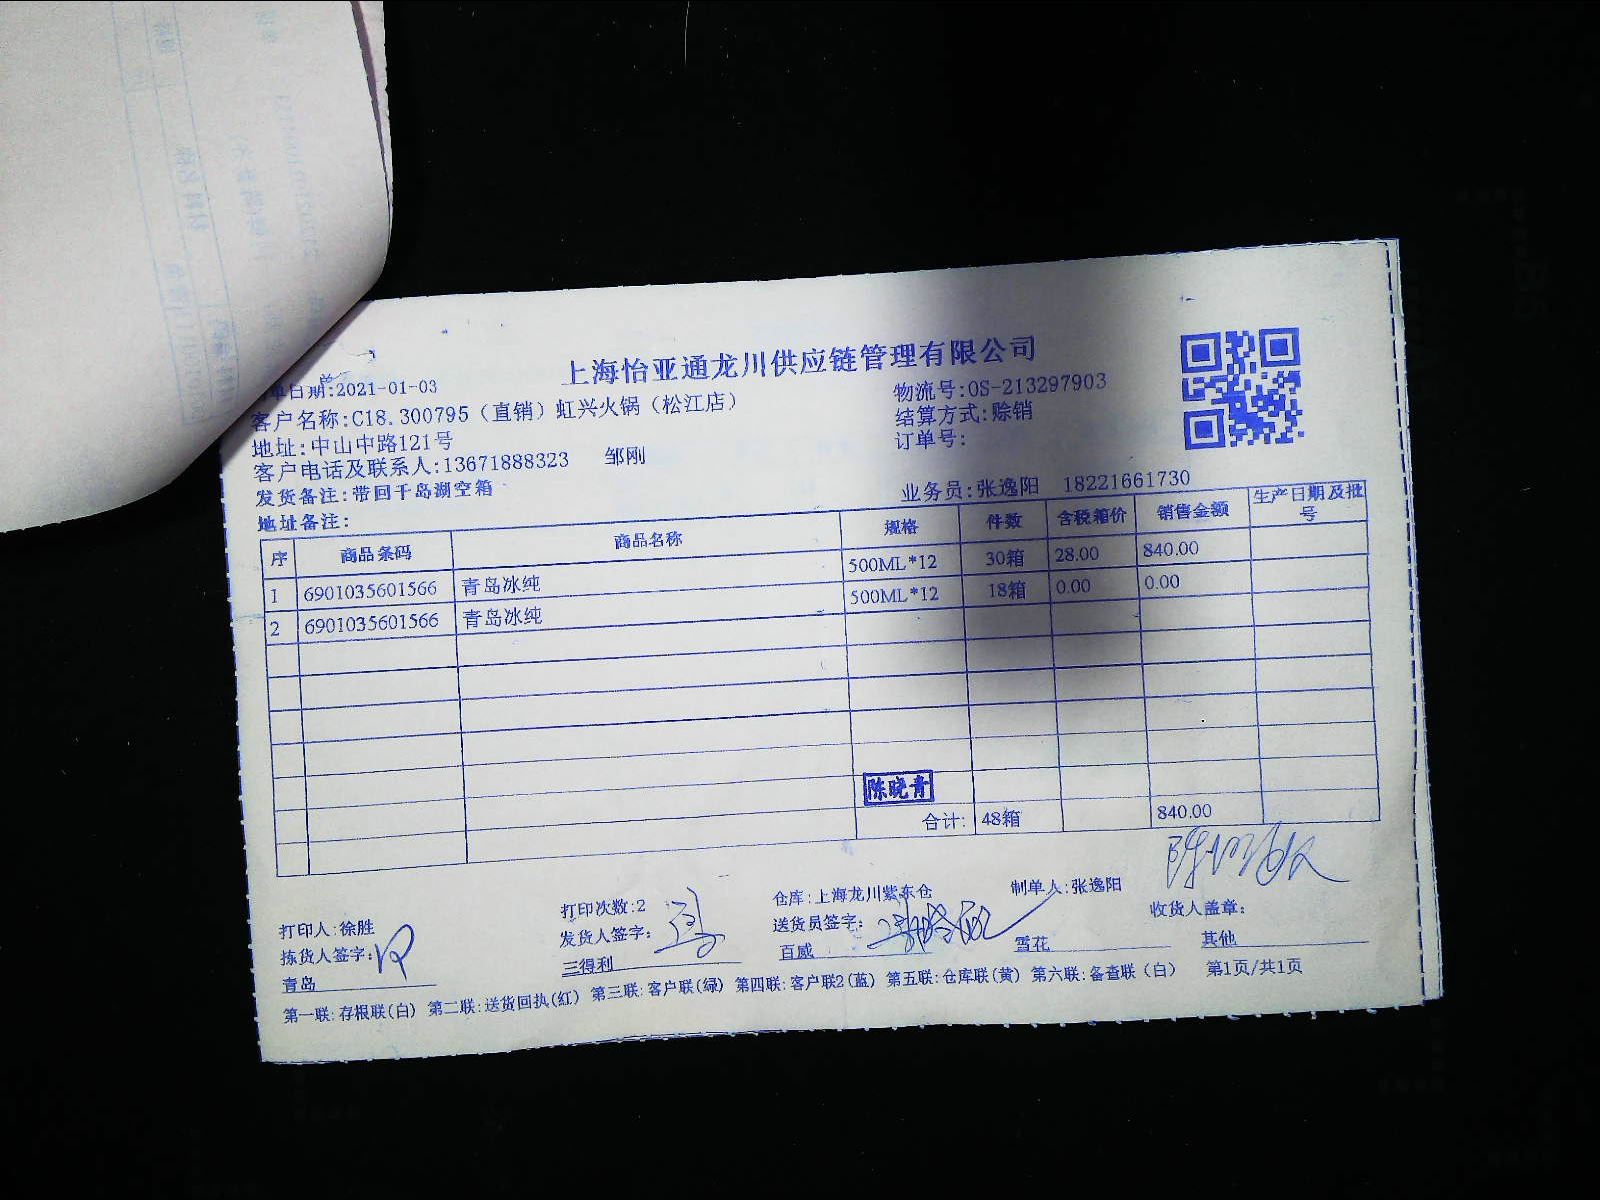 上海怡亚通龙川供应链管理有限公司
单日期:2021-01-03
物流号:OS-213297903
客户名称:C18.300795（直销）虹兴火锅（松江店）
结算方式:赊销
地址:中山中路121号
订单号:
客户电话及联系人:13671888323 邹刚
发货备注:带回千岛湖空箱
业务员:张逸阳 18221661730
地址备注:
序 商品条码 商品名称 规格 件数 含税箱价 销售金额 生产日期及批号
1 6901035601566 青岛冰纯 500ML*12 30箱 28.00 840.00
2 6901035601566 青岛冰纯 500ML*12 18箱 0.00 0.00
陈晓青
合计: 48箱 840.00
打印人:徐胜 打印次数:2 仓库:上海龙川紫东仓 制单人:张逸阳
拣货人签字: 发货人签字: 送货员签字: 收货人盖章:
青岛 三得利 百威 雪花 其他
第一联:存根联(白) 第二联:送货回执(红) 第三联:客户联(绿) 第四联:客户联2(蓝) 第五联:仓库联(黄) 第六联:备查联（白） 第1页/共1页